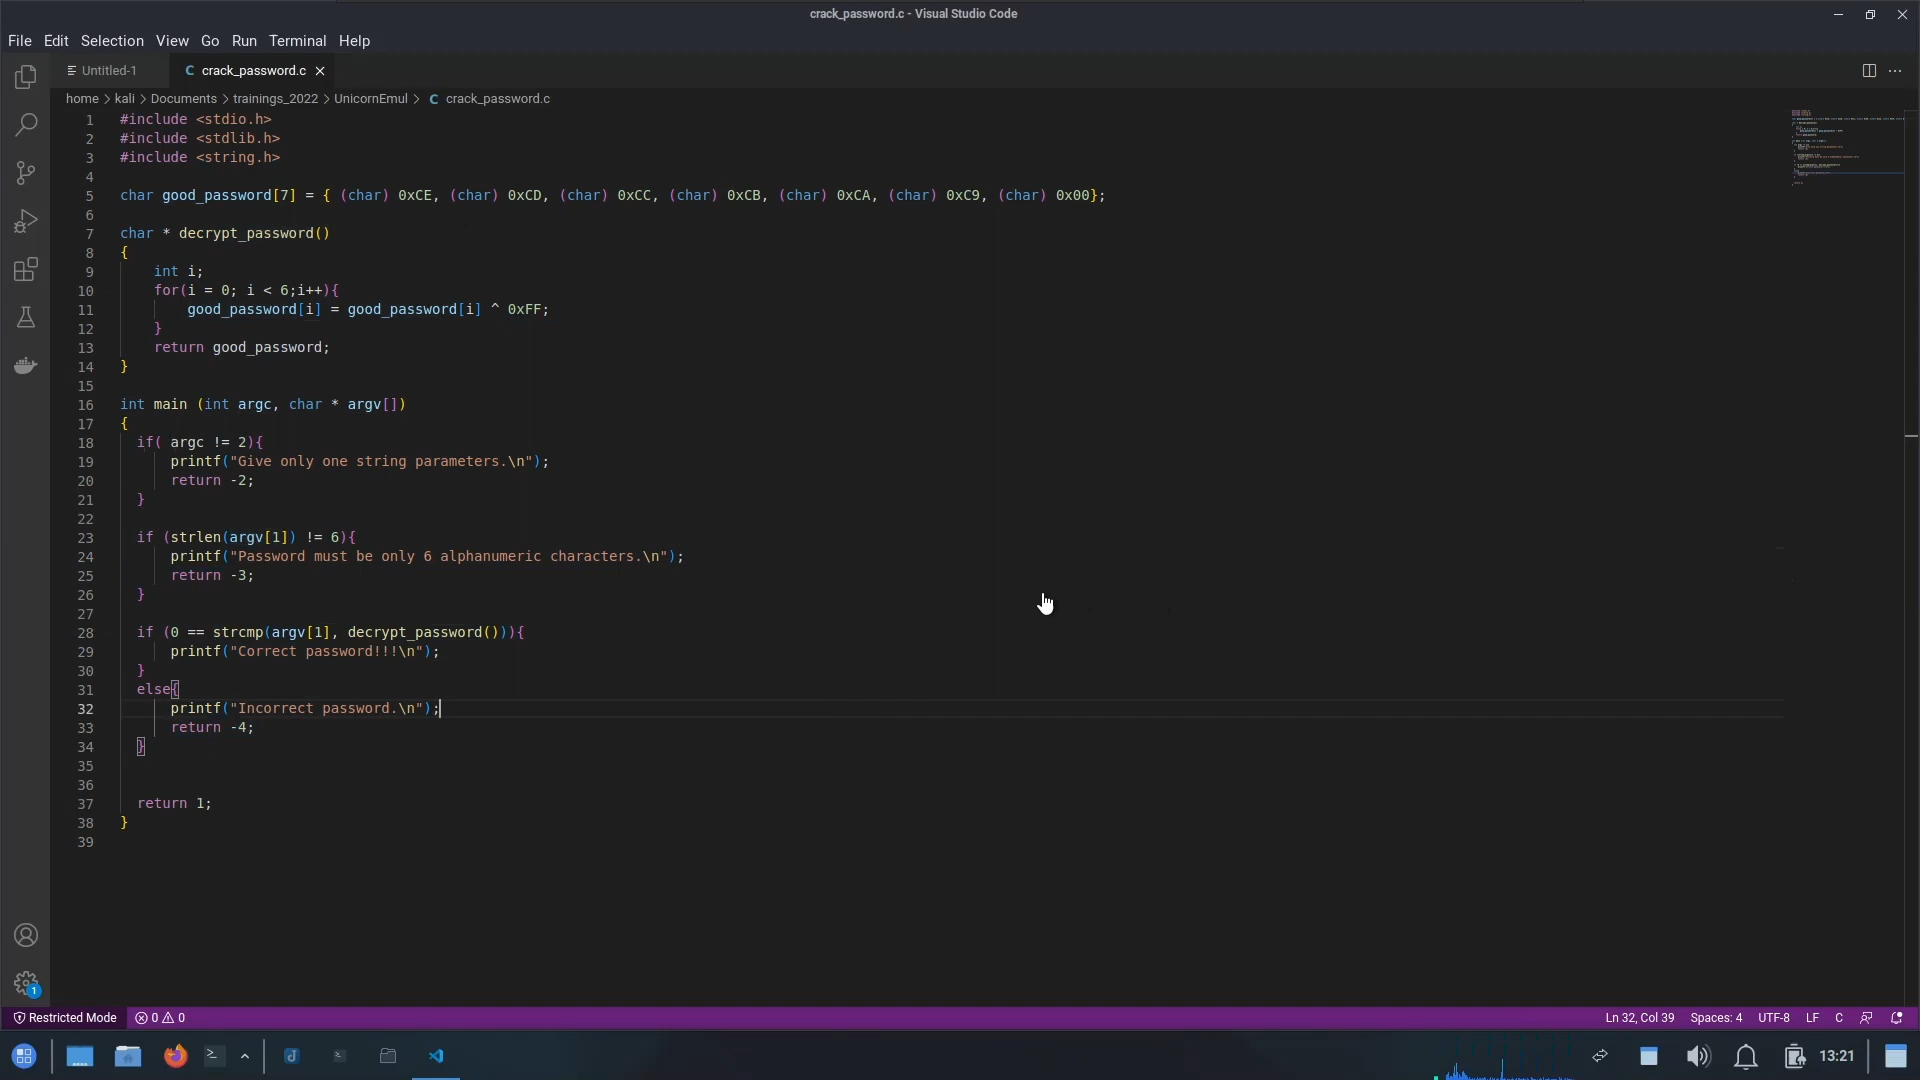 crack_password.c - Visual Studio Code
File Edit Selection View Go Run Terminal Help
Untitled-1 C crack_password.c
home > kali > Documents > trainings_2022 > UnicornEmul > C crack_password.c
1 #include <stdio.h>
2 #include <stdlib.h>
3 #include <string.h>
4
5 char good_password[7] = { (char) 0xCE, (char) 0xCD, (char) 0xCC, (char) 0xCB, (char) 0xCA, (char) 0xC9, (char) 0x00};
6
7 char * decrypt_password()
8 {
9     int i;
10     for(i = 0; i < 6;i++){
11         good_password[i] = good_password[i] ^ 0xFF;
12     }
13     return good_password;
14 }
15
16 int main (int argc, char * argv[])
17 {
18   if( argc != 2){
19       printf("Give only one string parameters.\n");
20       return -2;
21   }
22
23   if (strlen(argv[1]) != 6){
24       printf("Password must be only 6 alphanumeric characters.\n");
25       return -3;
26   }
27
28   if (0 == strcmp(argv[1], decrypt_password())){
29       printf("Correct password!!!\n");
30   }
31   else{
32       printf("Incorrect password.\n");
33       return -4;
34   }
35
36
37   return 1;
38 }
39
1
Restricted Mode 0 0 Ln 32, Col 39 Spaces: 4 UTF-8 LF C
13:21